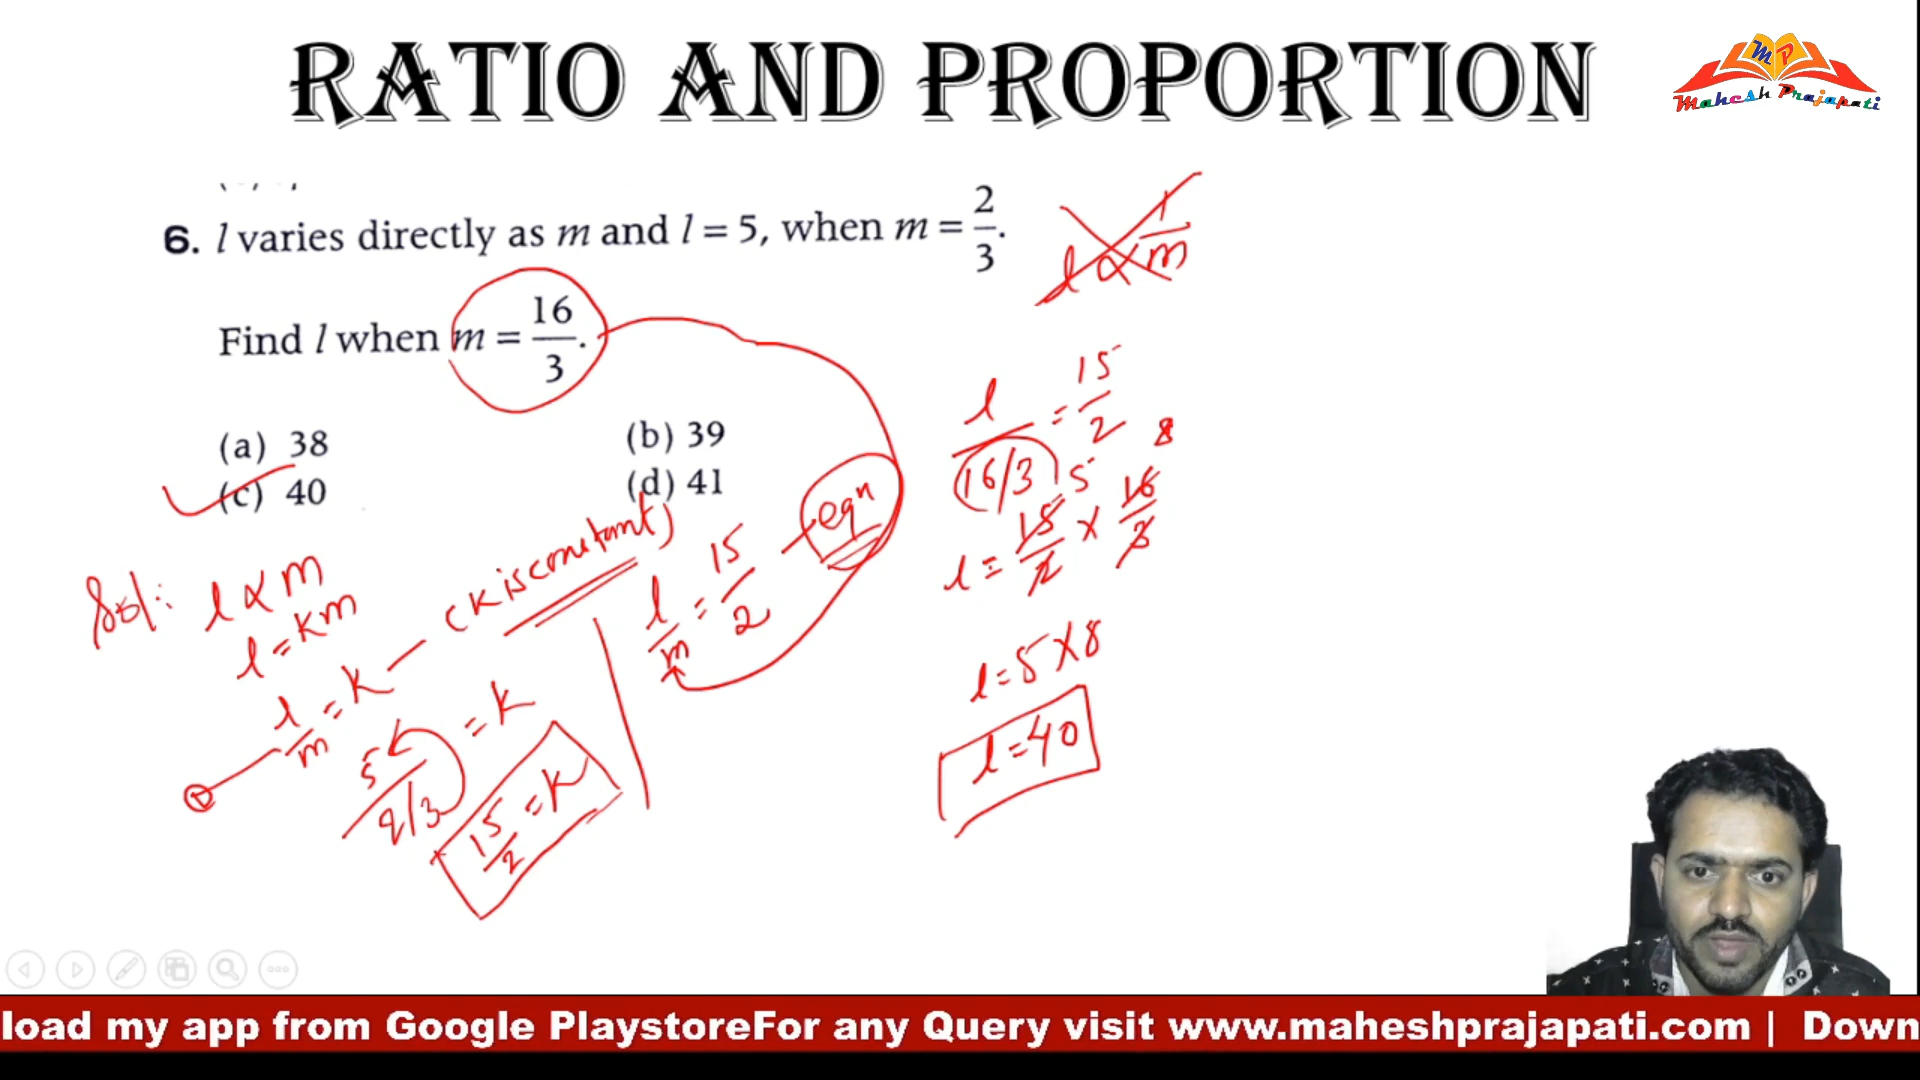 RATIO AND PROPORTION
MP
Mahesh Prajapati
6. l varies directly as m and l = 5, when m = 2/3.
Find l when m = 16/3.
(a) 38
(b) 39
(c) 40
(d) 41
l ∝ 1/m
Sol:
l ∝ m
l = km
l/m = K — (K is constant)
5/2/3 = K
15/2 = K
l/m = 15/2 — eqⁿ
l/16/3 = 15/2
l = 15/2 × 16/3
5 8
l = 5 × 8
l = 40
load my app from Google PlaystoreFor any Query visit www.maheshprajapati.com | Down